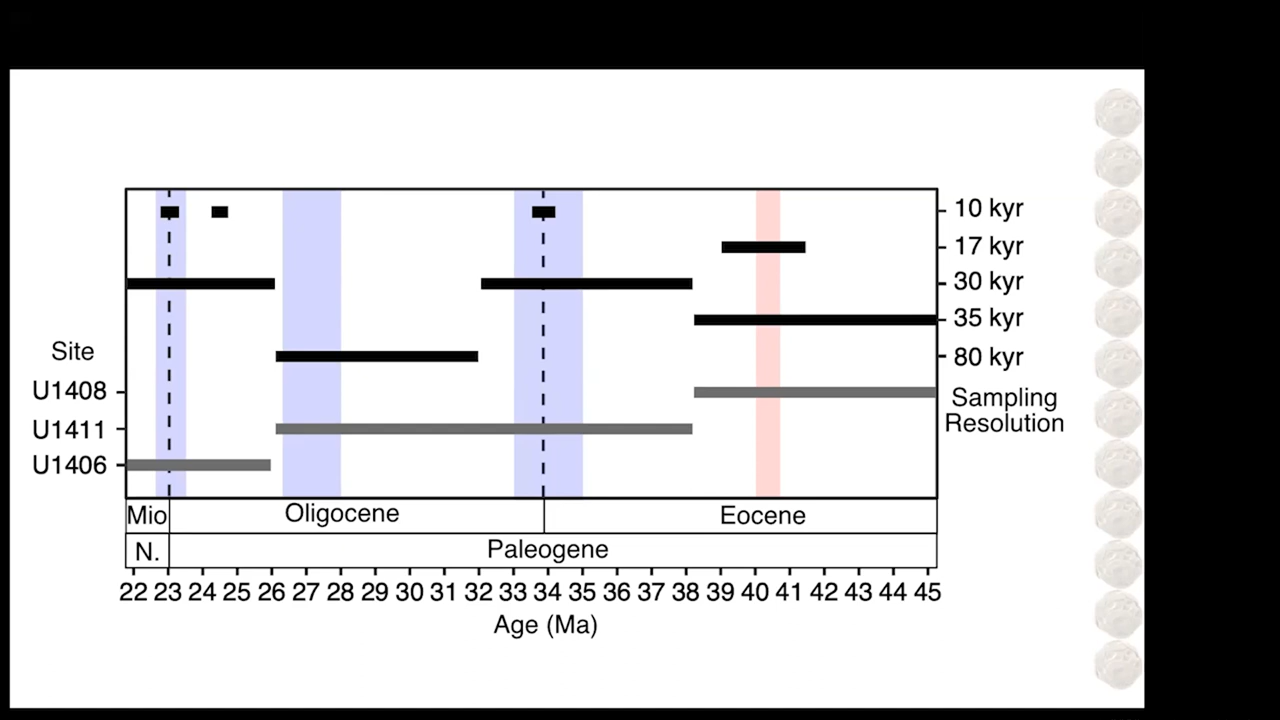 10 kyr
17 kyr
30 kyr
35 kyr
Site
80 kyr
U1408
Sampling
Resolution
U1411
U1406
Mio
Oligocene
Eocene
N.
Paleogene
22 23 24 25 26 27 28 29 30 31 32 33 34 35 36 37 38 39 40 41 42 43 44 45
Age (Ma)